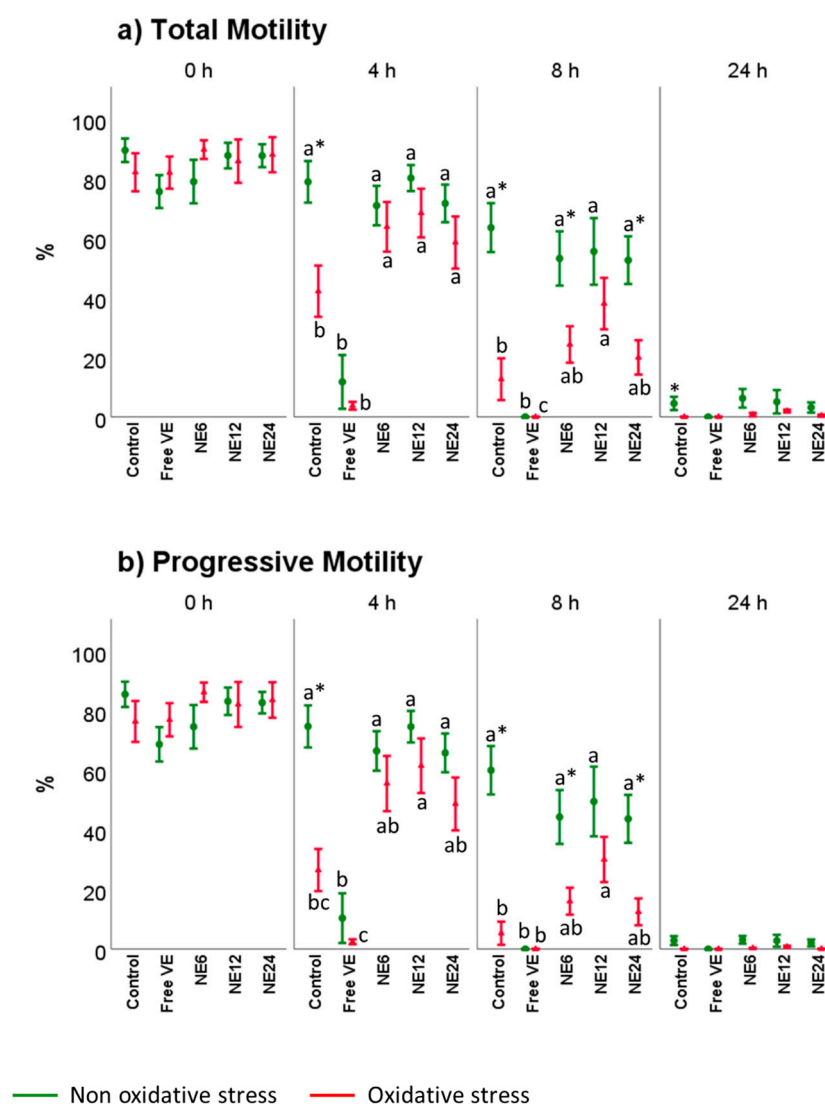 a) Total Motility
0 h 4 h 8 h 24 h
%
100
80
60
40
20
0
a* a a a
b b a a a
b
a* a* a a*
b b c ab a ab
*
Control Free VE NE6 NE12 NE24 Control Free VE NE6 NE12 NE24 Control Free VE NE6 NE12 NE24 Control Free VE NE6 NE12 NE24
b) Progressive Motility
0 h 4 h 8 h 24 h
%
100
80
60
40
20
0
a* a a a
bc b c ab a ab
a* a* a a*
b b b ab a ab
Control Free VE NE6 NE12 NE24 Control Free VE NE6 NE12 NE24 Control Free VE NE6 NE12 NE24 Control Free VE NE6 NE12 NE24
Non oxidative stress Oxidative stress